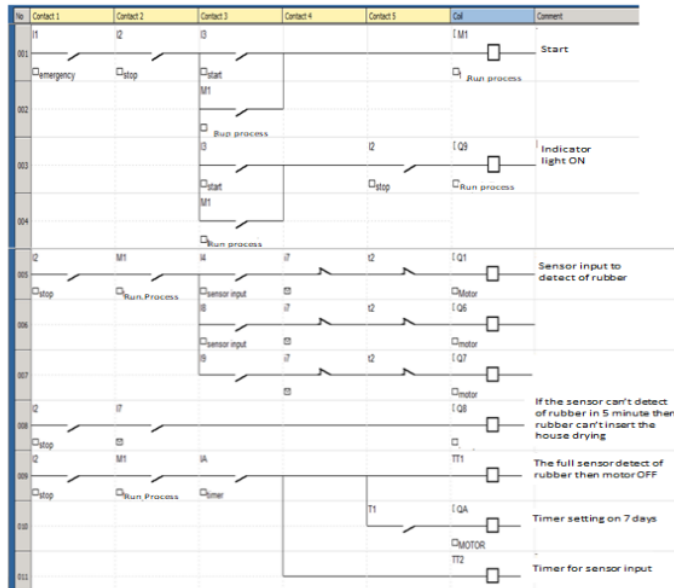 No Contact 1 Contact 2 Contact 3 Contact 4 Contact 5 Coil Comment
I1 I2 I3 [ M1
001 Start
emergency stop start Run process
M1
002
Run process
I3 I2 [ Q9 Indicator
003 light ON
start stop Run process
M1
004
Run process
I2 M1 I4 i7 t2 [ Q1
005 Sensor input to
stop Run Process sensor input Motor detect of rubber
I8 i7 t2 [ Q6
006
sensor input motor
I9 i7 t2 [ Q7
007
motor
I2 I7 [ Q8 If the sensor can't detect
of rubber in 5 minute then
008 rubber can't insert the
stop house drying
I2 M1 IA TT1
009 The full sensor detect of
stop Run Process timer rubber then motor OFF
T1 [ QA
010 Timer setting on 7 days
MOTOR
TT2
011 Timer for sensor input